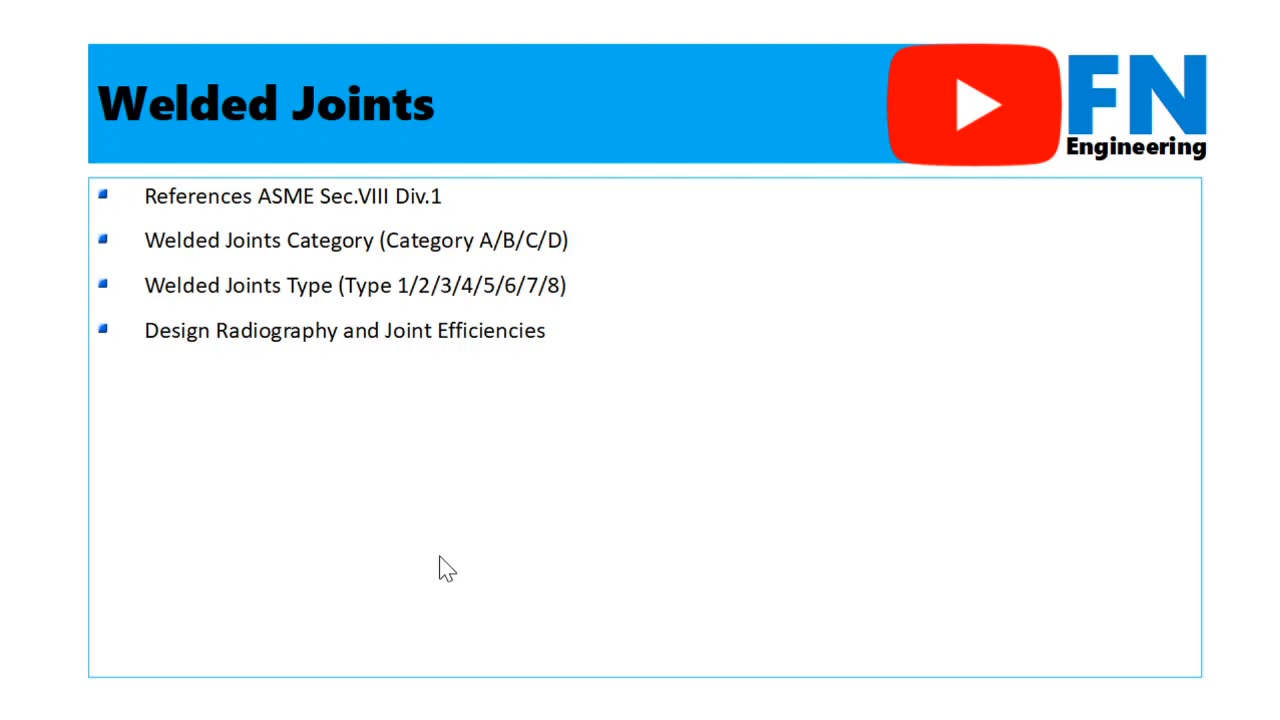 Welded Joints
FN
Engineering
References ASME Sec.VIII Div.1
Welded Joints Category (Category A/B/C/D)
Welded Joints Type (Type 1/2/3/4/5/6/7/8)
Design Radiography and Joint Efficiencies